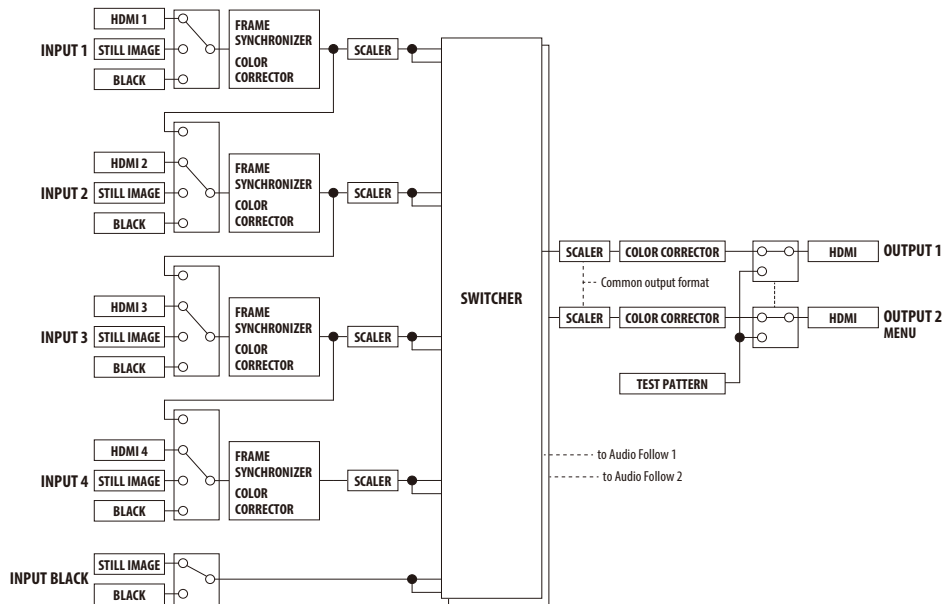 INPUT 1
HDMI 1
STILL IMAGE
BLACK
FRAME
SYNCHRONIZER
COLOR
CORRECTOR
SCALER
INPUT 2
HDMI 2
STILL IMAGE
BLACK
FRAME
SYNCHRONIZER
COLOR
CORRECTOR
SCALER
INPUT 3
HDMI 3
STILL IMAGE
BLACK
FRAME
SYNCHRONIZER
COLOR
CORRECTOR
SCALER
INPUT 4
HDMI 4
STILL IMAGE
BLACK
FRAME
SYNCHRONIZER
COLOR
CORRECTOR
SCALER
INPUT BLACK
STILL IMAGE
BLACK
SWITCHER
SCALER
COLOR CORRECTOR
HDMI
OUTPUT 1
Common output format
SCALER
COLOR CORRECTOR
HDMI
OUTPUT 2
MENU
TEST PATTERN
to Audio Follow 1
to Audio Follow 2